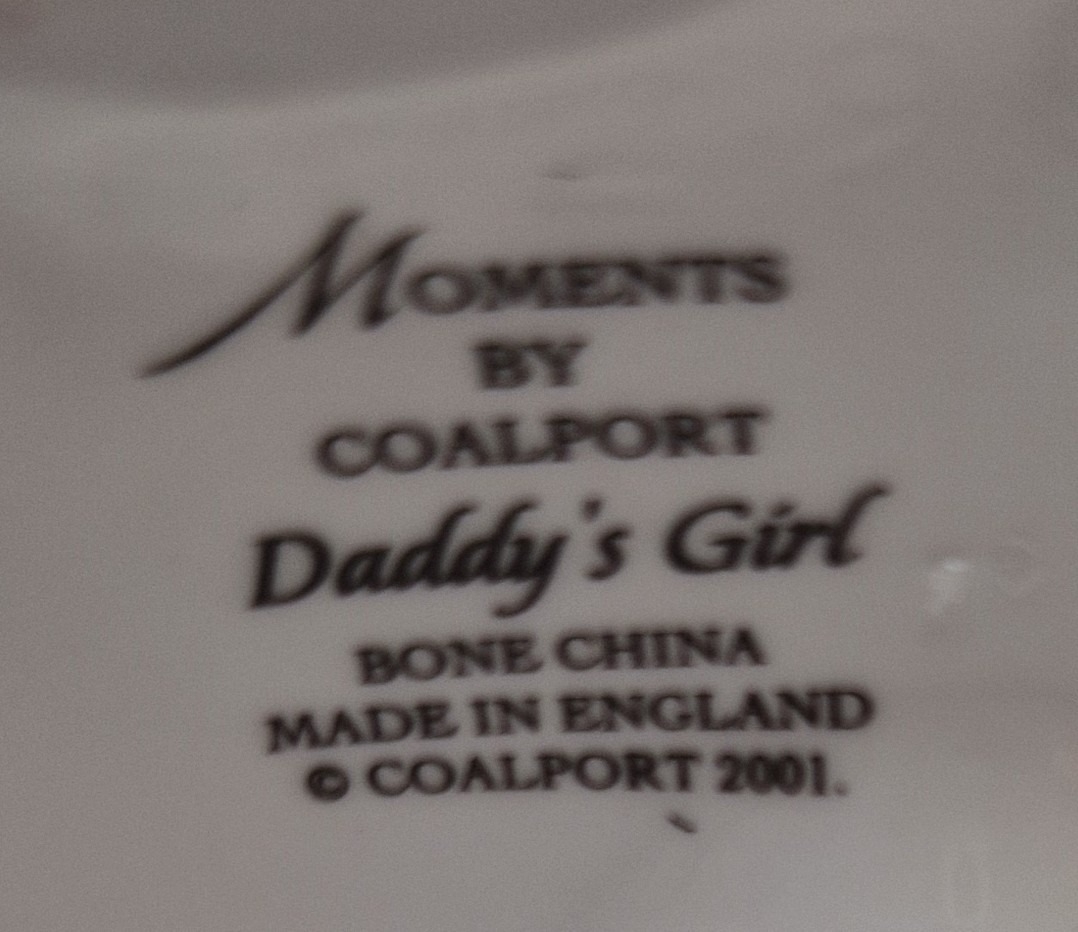 MOMENTS
BY
COALPORT
Daddy's Girl
BONE CHINA
MADE IN ENGLAND
© COALPORT 2001.